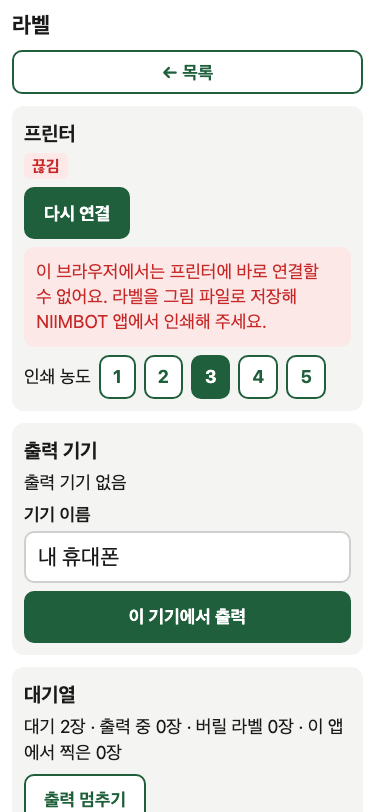 라벨
← 목록
프린터
끊김
다시 연결
이 브라우저에서는 프린터에 바로 연결할
수 없어요. 라벨을 그림 파일로 저장해
NIIMBOT 앱에서 인쇄해 주세요.
인쇄 농도 1 2 3 4 5
출력 기기
출력 기기 없음
기기 이름
내 휴대폰
이 기기에서 출력
대기열
대기 2장 · 출력 중 0장 · 버릴 라벨 0장 · 이 앱
에서 찍은 0장
출력 멈추기